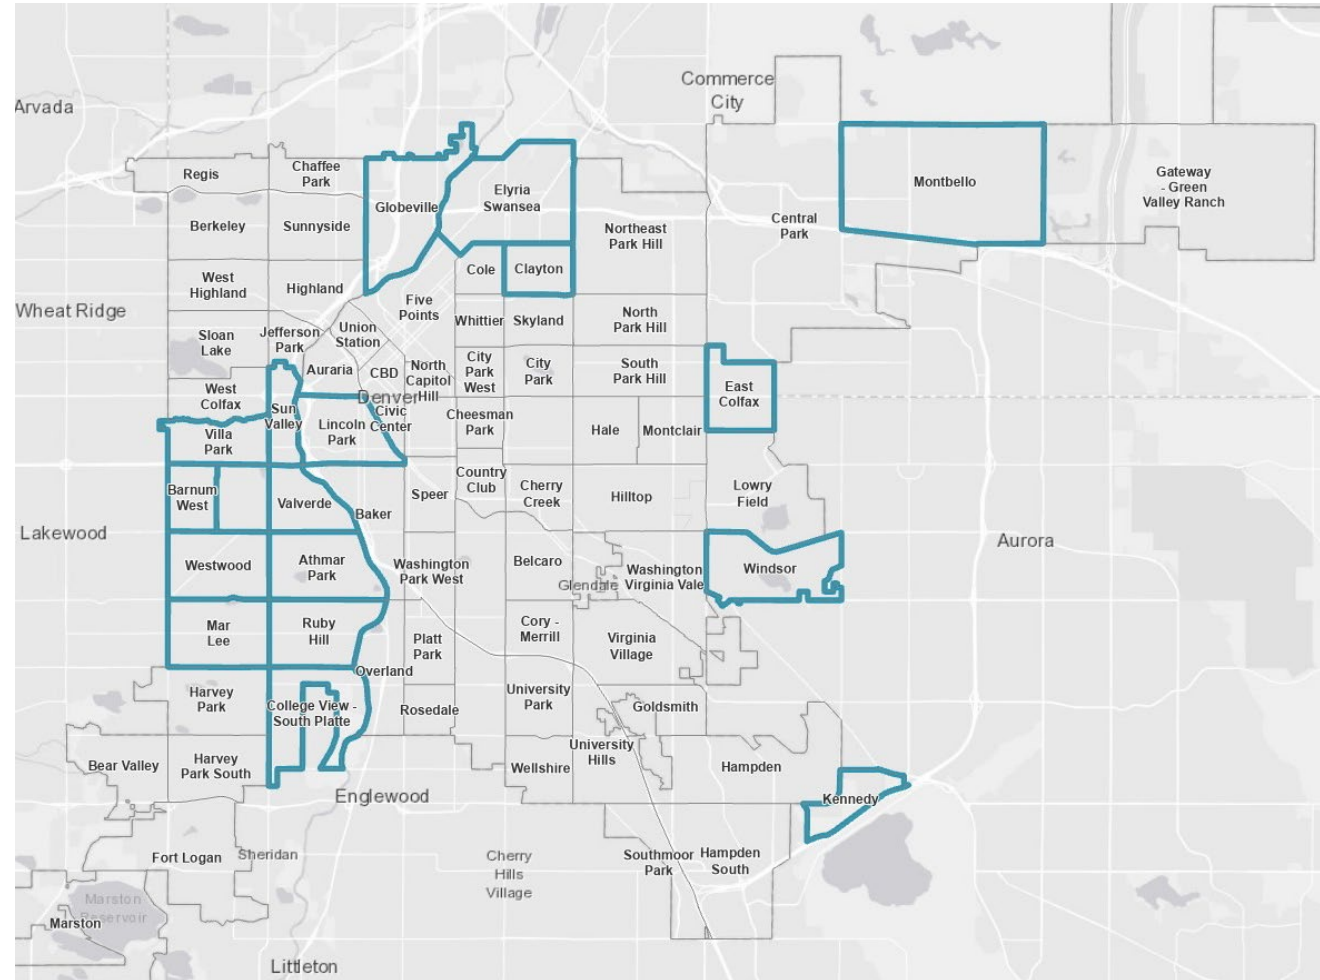 Commerce
City
Arvada
Regis
Chaffee
Park
Globeville
Elyria
Swansea
Montbello
Gateway
- Green
Valley Ranch
Berkeley
Sunnyside
Northeast
Park Hill
Central
Park
West
Highland
Highland
Cole
Clayton
Five
Points
Wheat Ridge
Sloan
Lake
Jefferson
Park
Union
Station
Whittier
Skyland
North
Park Hill
Auraria
CBD
North
Capitol
Hill
City
Park
West
City
Park
South
Park Hill
East
Colfax
West
Colfax
Denver
Sun
Valley
Lincoln
Park
Civic
Center
Cheesman
Park
Hale
Montclair
Villa
Park
Barnum
West
Valverde
Baker
Speer
Country
Club
Cherry
Creek
Hilltop
Lowry
Field
Lakewood
Aurora
Westwood
Athmar
Park
Washington
Park West
Belcaro
Glendale
Washington
Virginia Vale
Windsor
Mar
Lee
Ruby
Hill
Platt
Park
Cory -
Merrill
Virginia
Village
Overland
Harvey
Park
College View -
South Platte
Rosedale
University
Park
Goldsmith
Bear Valley
Harvey
Park South
Wellshire
University
Hills
Hampden
Englewood
Kennedy
Fort Logan
Sheridan
Cherry
Hills
Village
Southmoor
Park
Hampden
South
Marston
Reservoir
Marston
Littleton